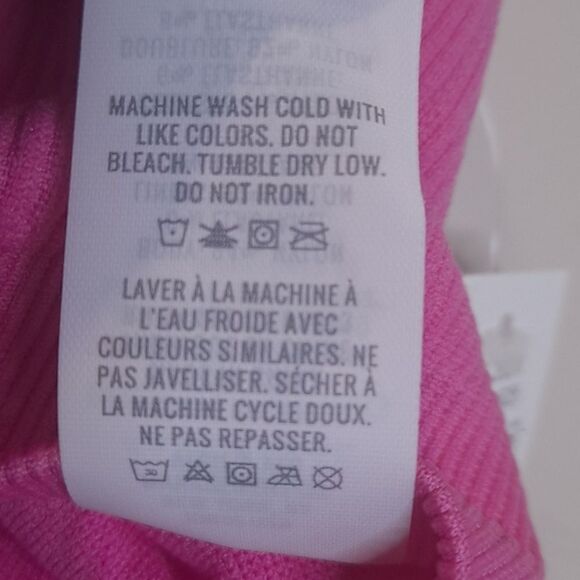 MACHINE WASH COLD WITH
LIKE COLORS. DO NOT
BLEACH. TUMBLE DRY LOW.
DO NOT IRON.
LAVER À LA MACHINE À
L'EAU FROIDE AVEC
COULEURS SIMILAIRES. NE
PAS JAVELLISER. SÉCHER À
LA MACHINE CYCLE DOUX.
NE PAS REPASSER.
30